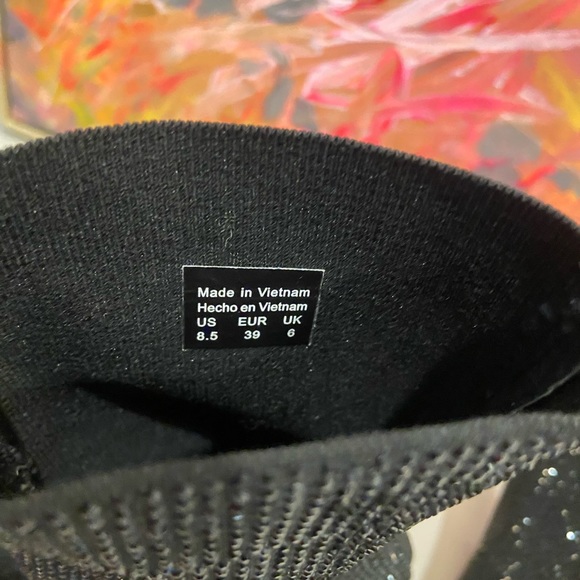 Made in Vietnam
Hecho en Vietnam
US EUR UK
8.5 39 6